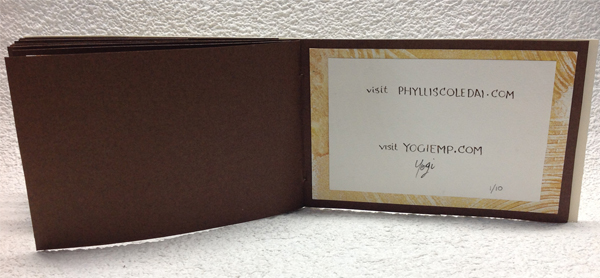 visit PHYLLISCOLEDAI.COM
visit YOGIEMP.COM
Yogi
1/10